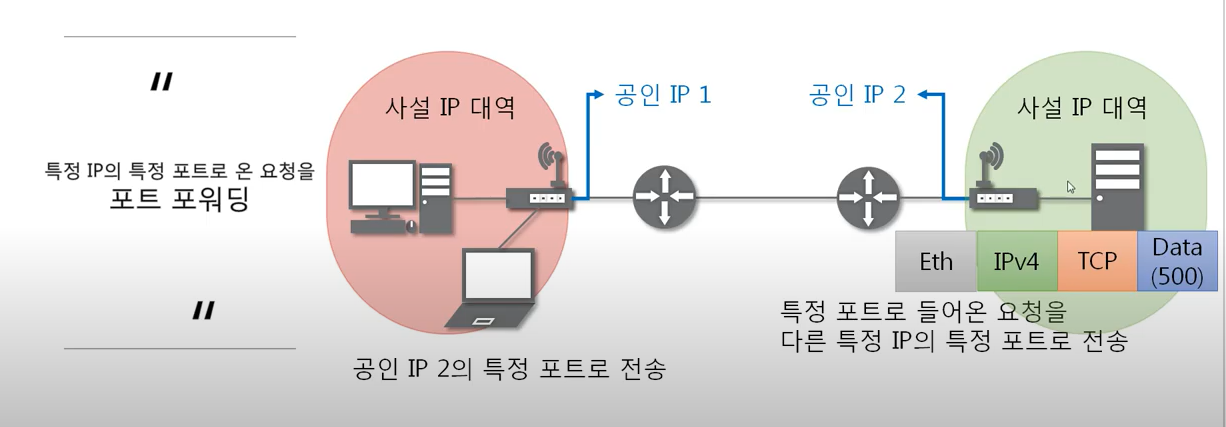 "
특정 IP의 특정 포트로 온 요청을
포트 포워딩
"
사설 IP 대역
공인 IP 1
공인 IP 2
사설 IP 대역
Eth
IPv4
TCP
Data
(500)
특정 포트로 들어온 요청을
다른 특정 IP의 특정 포트로 전송
공인 IP 2의 특정 포트로 전송